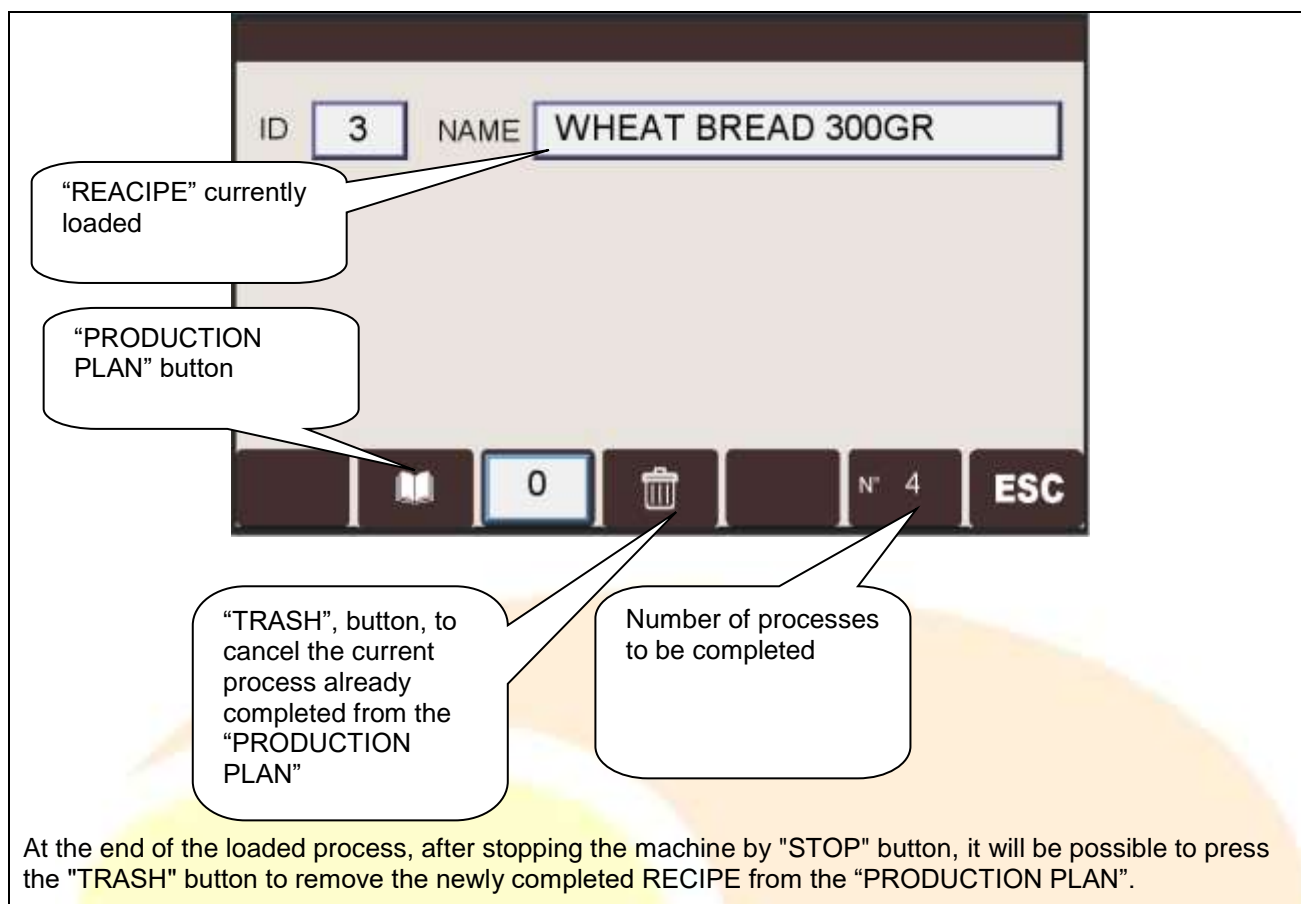 ID 3 NAME WHEAT BREAD 300GR
“REACIPE” currently
loaded
“PRODUCTION
PLAN” button
0 N° 4 ESC
“TRASH”, button, to
cancel the current
process already
completed from the
“PRODUCTION
PLAN”
Number of processes
to be completed
At the end of the loaded process, after stopping the machine by "STOP" button, it will be possible to press
the "TRASH" button to remove the newly completed RECIPE from the “PRODUCTION PLAN”.